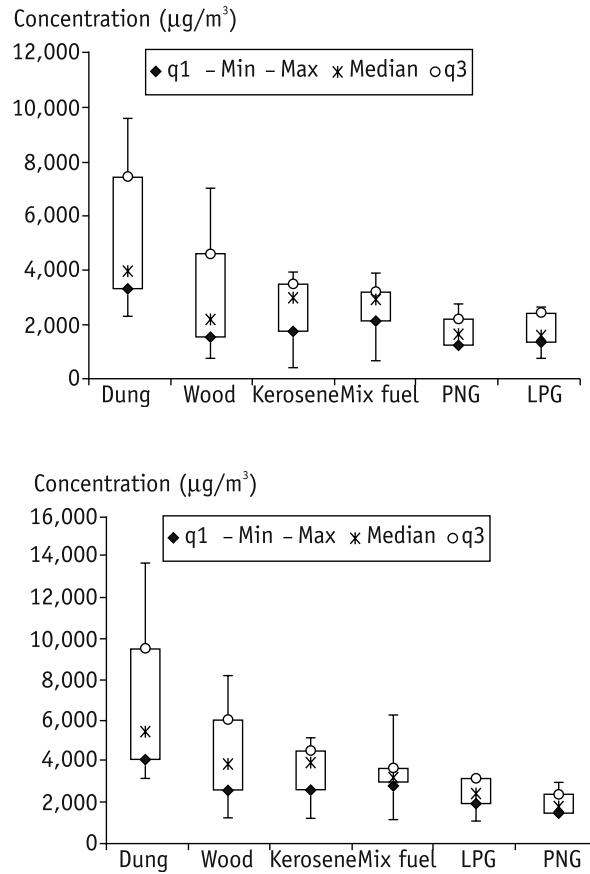 Concentration (µg/m³)
12,000
◆ q1 – Min – Max ⚹ Median ○ q3
10,000
8,000
6,000
4,000
2,000
0
Dung Wood Kerosene Mix fuel PNG LPG
Concentration (µg/m³)
16,000
◆ q1 – Min – Max ⚹ Median ○ q3
14,000
12,000
10,000
8,000
6,000
4,000
2,000
0
Dung Wood Kerosene Mix fuel LPG PNG